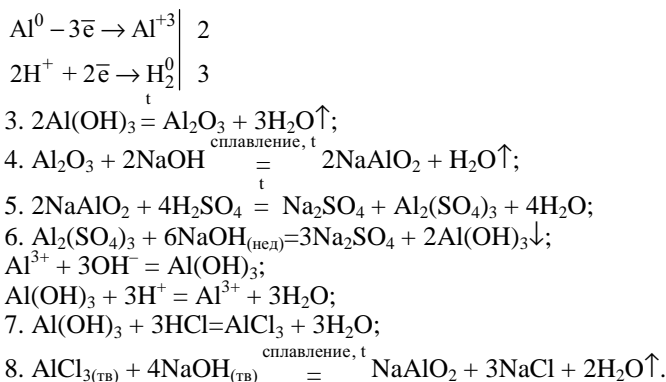 Al⁰ − 3e̅ → Al⁺³ | 2
2H⁺ + 2e̅ → H₂⁰ | 3
t
3. 2Al(OH)₃ = Al₂O₃ + 3H₂O↑;
сплавление, t
4. Al₂O₃ + 2NaOH = 2NaAlO₂ + H₂O↑;
t
5. 2NaAlO₂ + 4H₂SO₄ = Na₂SO₄ + Al₂(SO₄)₃ + 4H₂O;
6. Al₂(SO₄)₃ + 6NaOH₍нед₎=3Na₂SO₄ + 2Al(OH)₃↓;
Al³⁺ + 3OH⁻ = Al(OH)₃;
Al(OH)₃ + 3H⁺ = Al³⁺ + 3H₂O;
7. Al(OH)₃ + 3HCl=AlCl₃ + 3H₂O;
сплавление, t
8. AlCl₃₍тв₎ + 4NaOH₍тв₎ = NaAlO₂ + 3NaCl + 2H₂O↑.